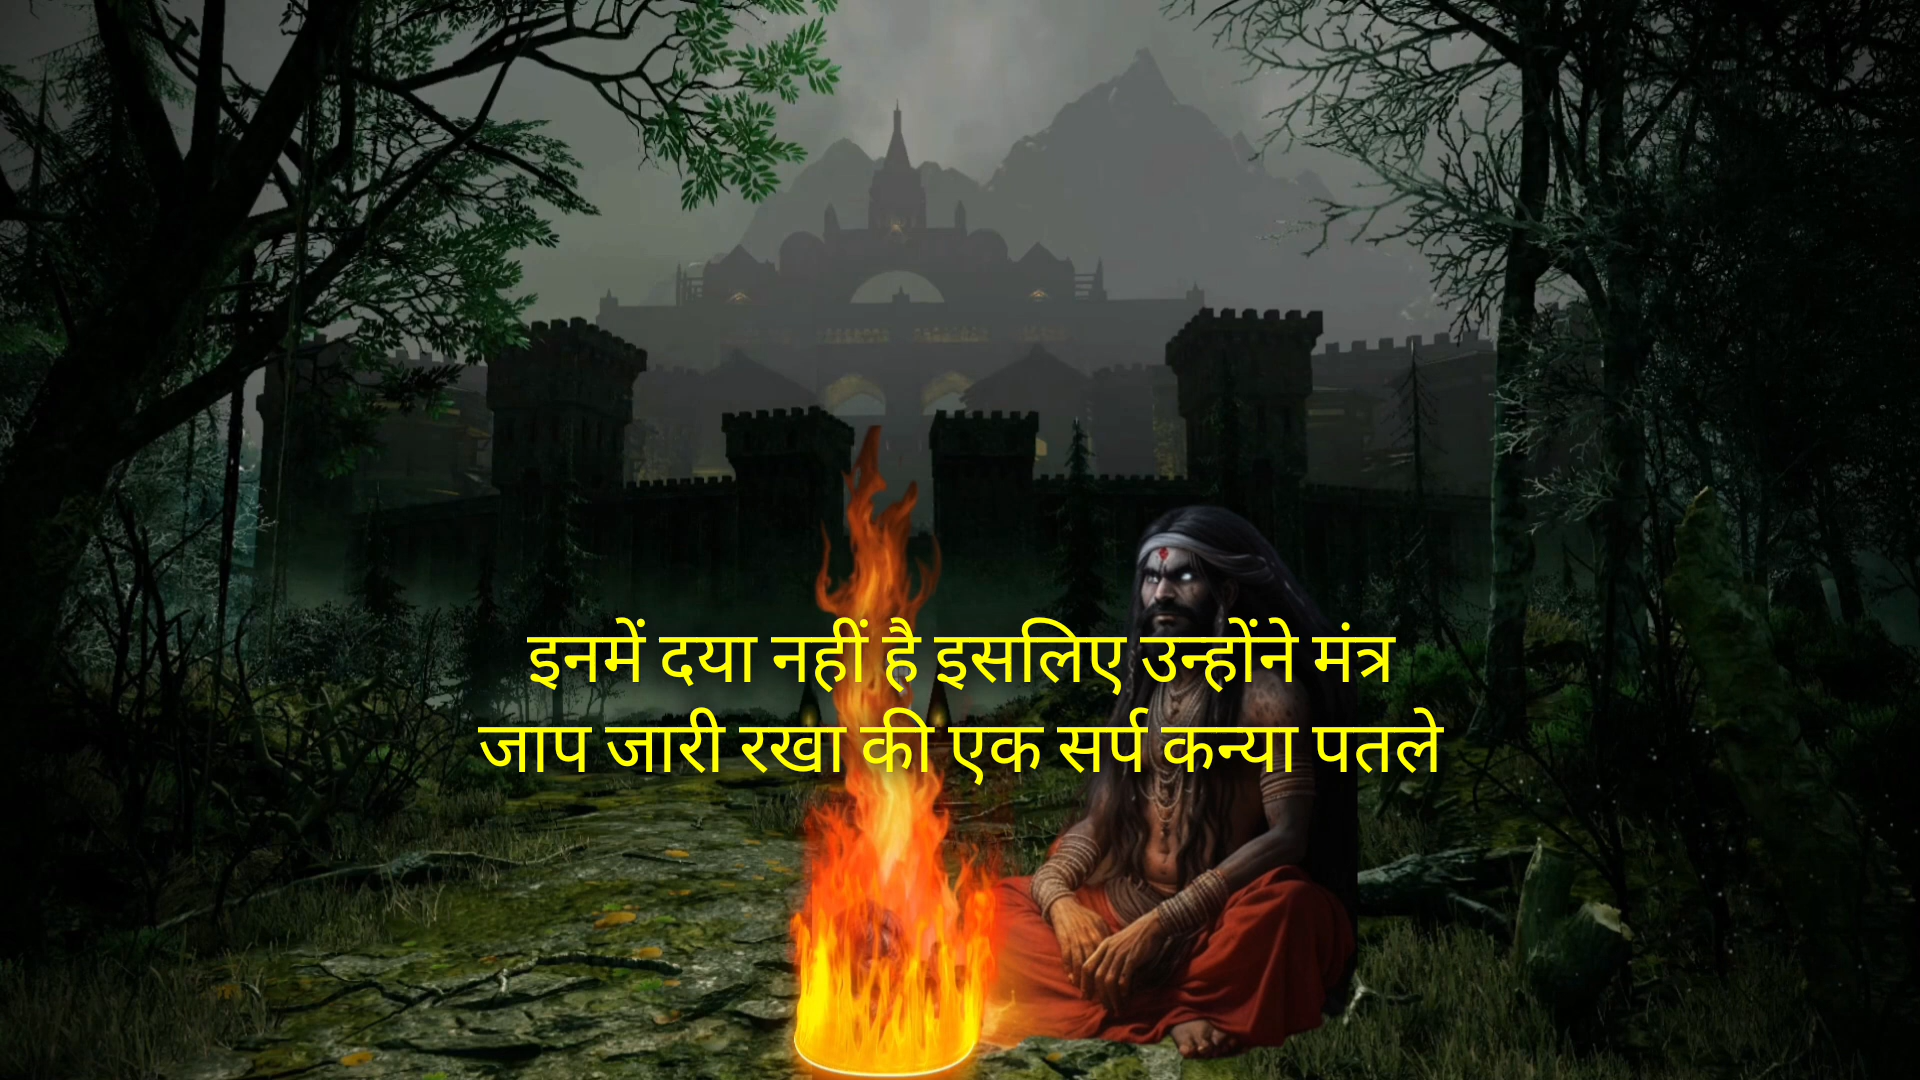 इनमें दया नहीं है इसलिए उन्होंने मंत्र
जाप जारी रखा की एक सर्प कन्या पतले